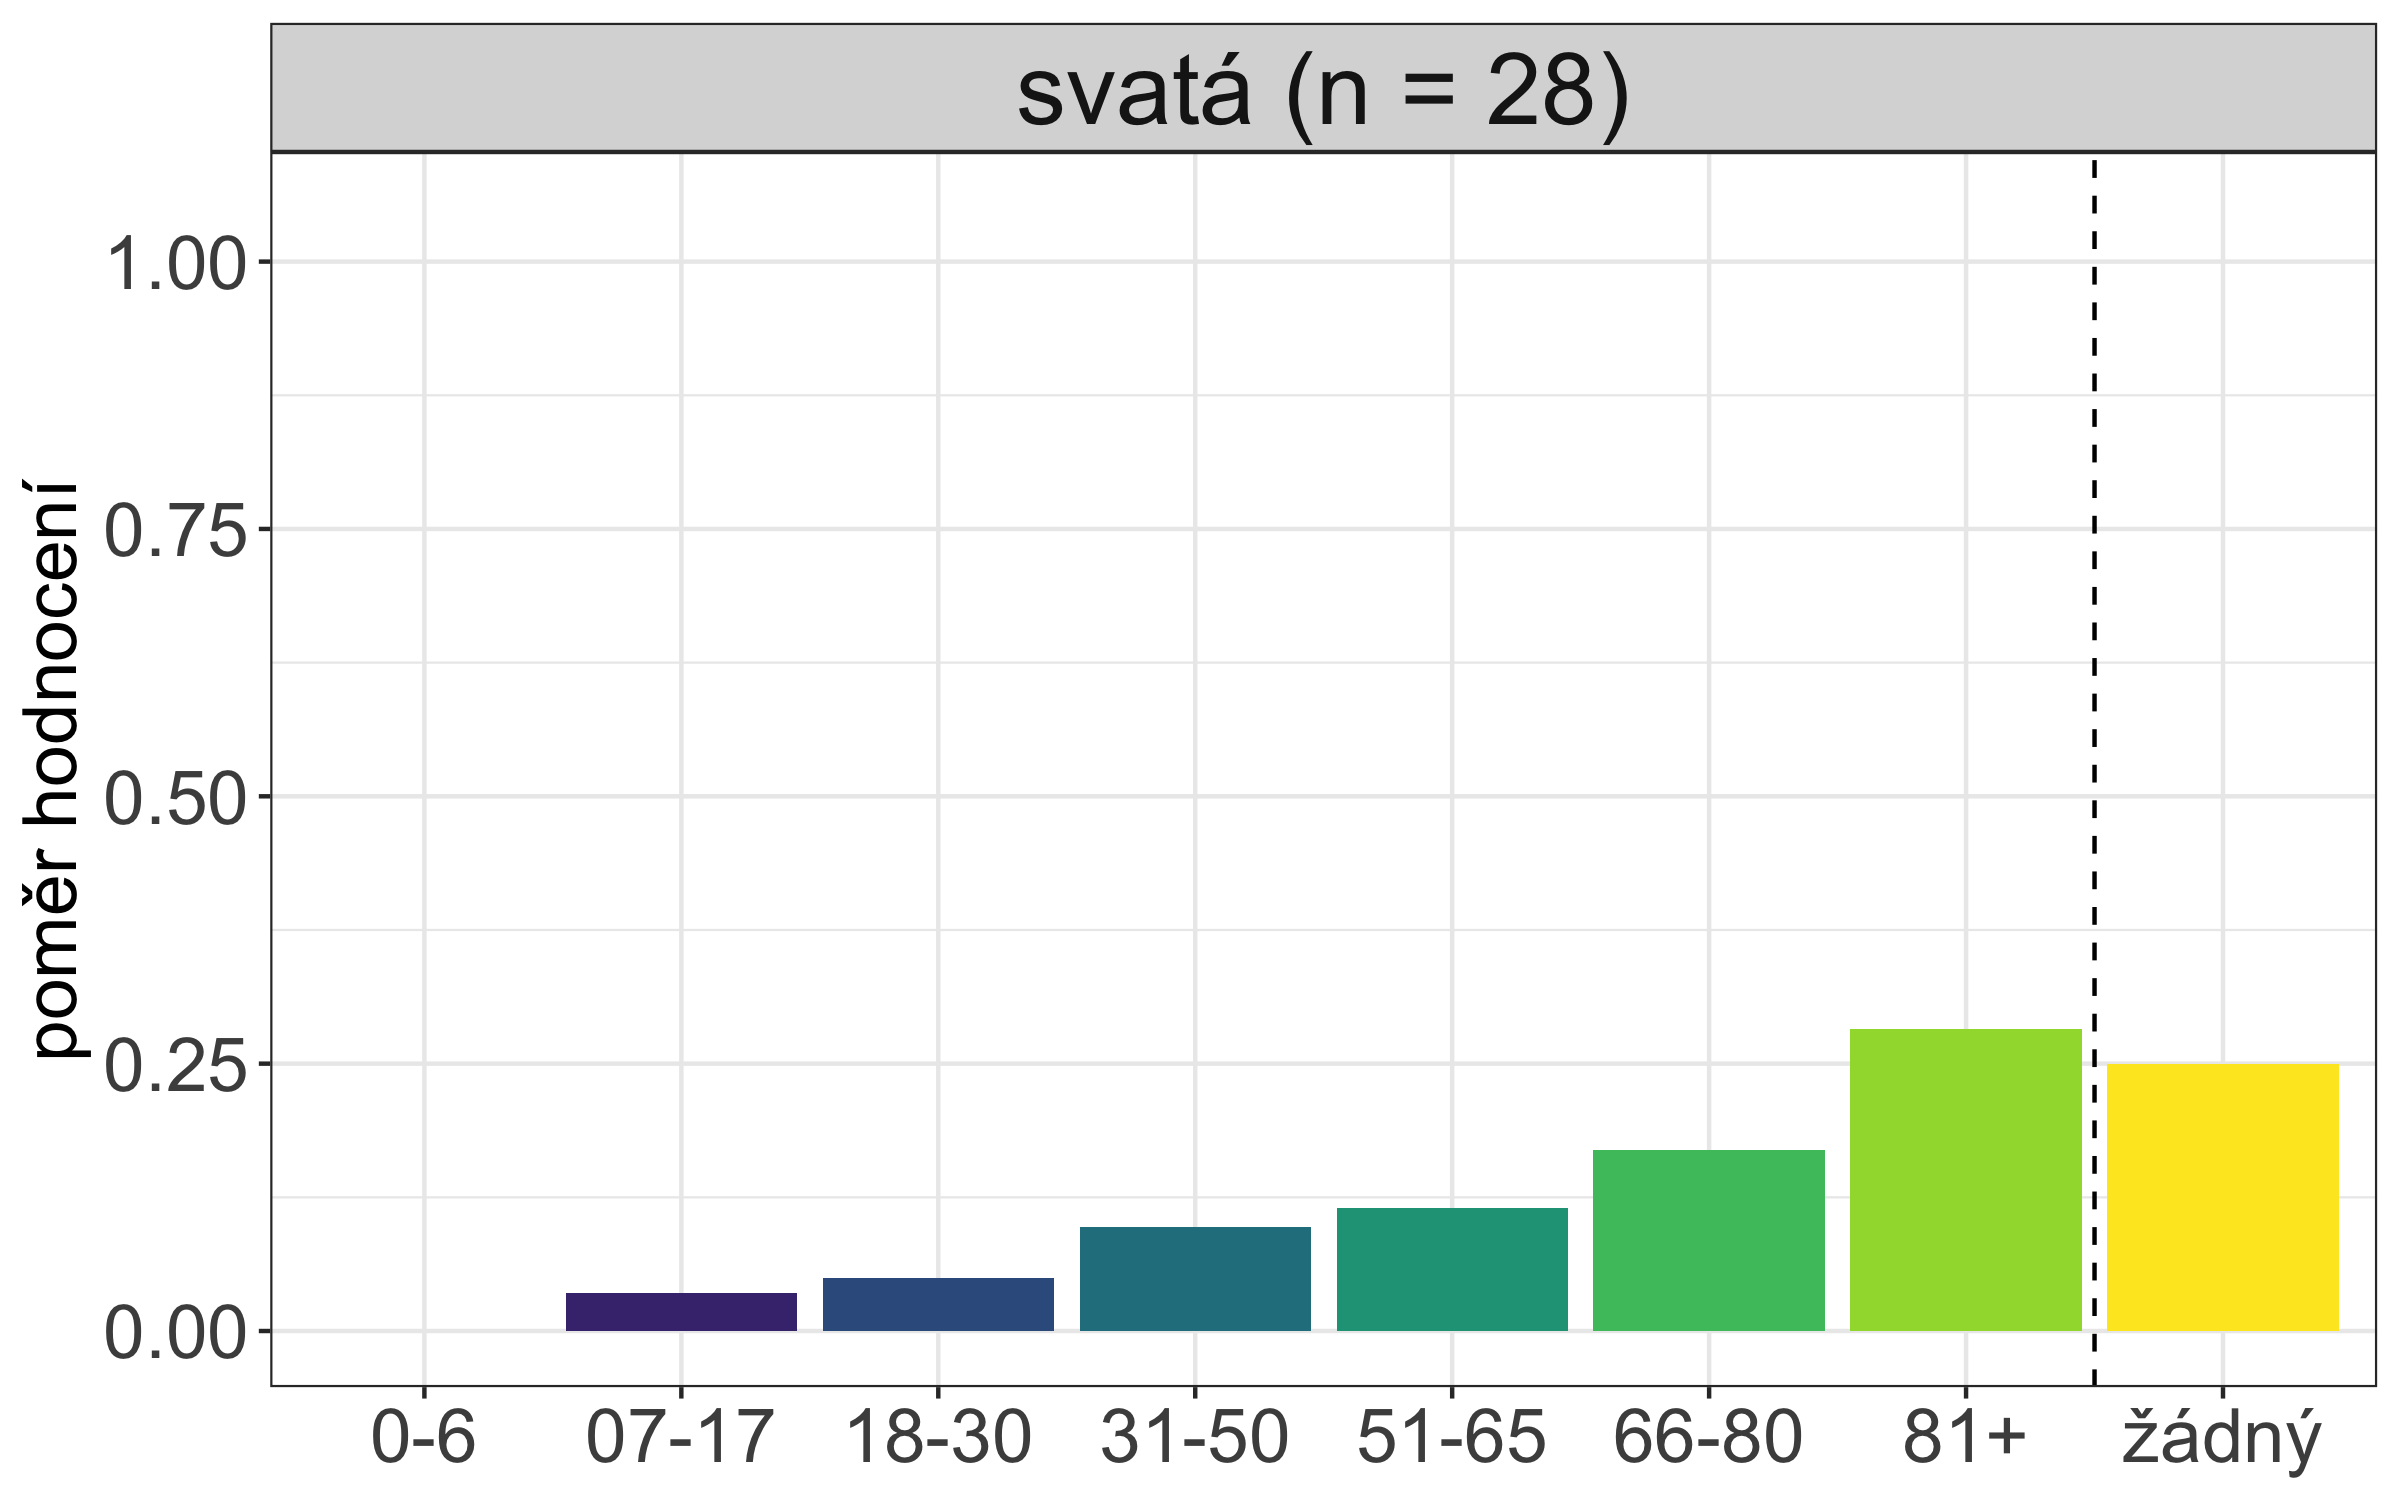 svatá (n = 28)
poměr hodnocení
1.00
0.75
0.50
0.25
0.00
0-6 07-17 18-30 31-50 51-65 66-80 81+ žádný